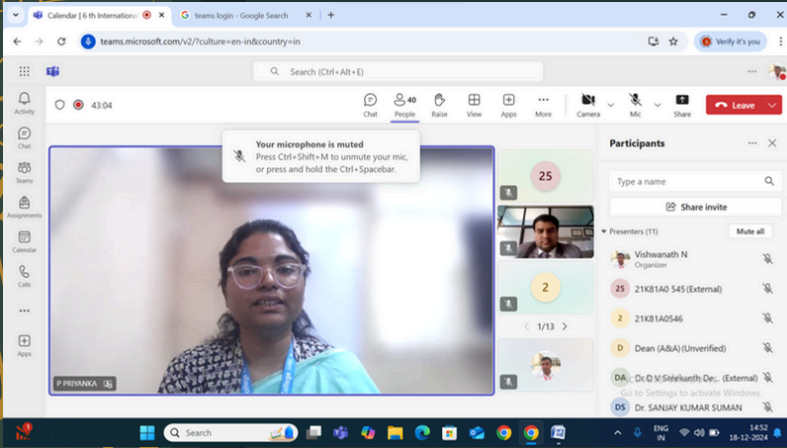 Calendar | 6 th Internationa
teams login - Google Search
teams.microsoft.com/v2/?culture=en-in&country=in
Verify it's you
Search (Ctrl+Alt+E)
43:04
Chat
40
People
Raise
View
Apps
More
Camera
Mic
Share
Leave
Activity
Chat
Teams
Assignments
Calendar
Calls
Apps
Your microphone is muted
Press Ctrl+Shift+M to unmute your mic,
or press and hold the Ctrl+Spacebar.
P PRIYANKA
25
2
1/13
Participants
Type a name
Share invite
Presenters (11)
Mute all
Vishwanath N
Organizer
25
21K81A0 545 (External)
2
21K81A0546
D
Dean (A&A) (Unverified)
DA
Dr.D V Sreekanth De... (External)
Go to Settings to activate Windows.
DS
Dr. SANJAY KUMAR SUMAN
Search
ENG
IN
14:52
18-12-2024